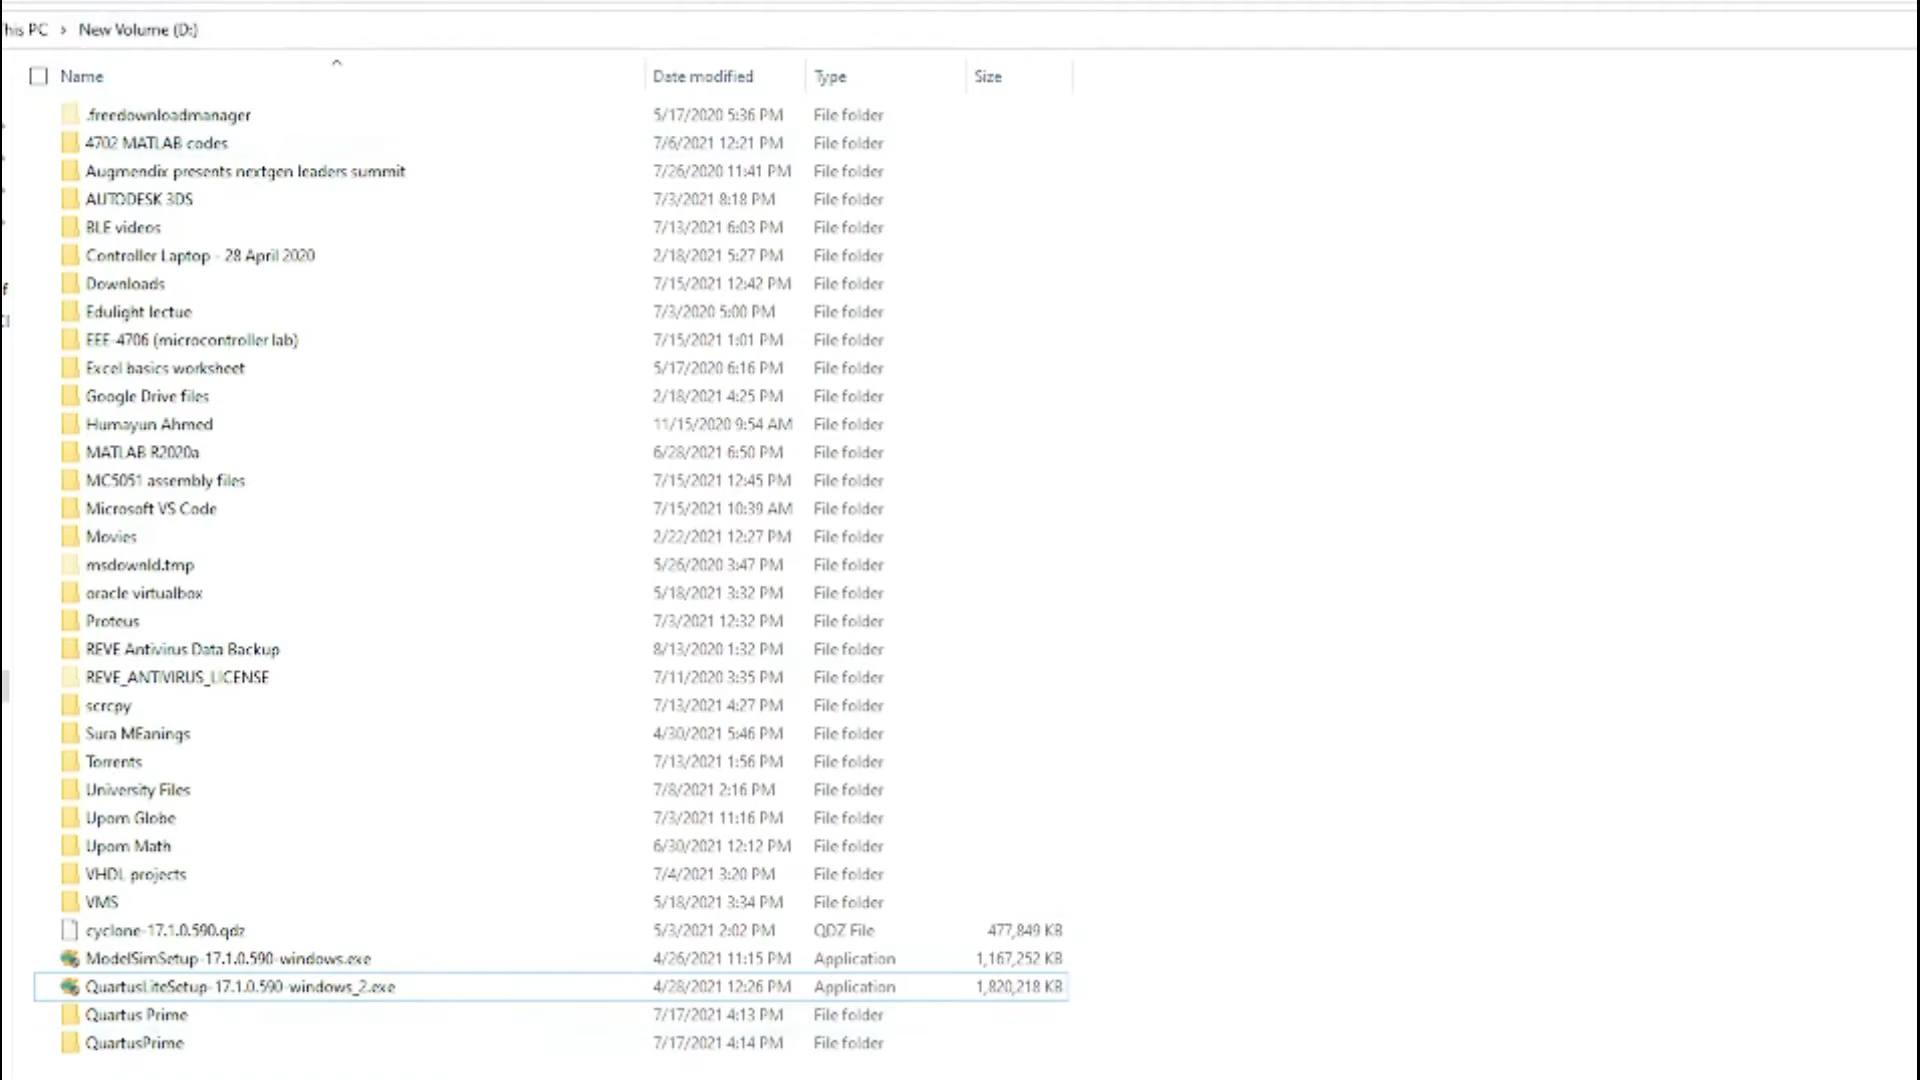 his PC > New Volume (D:)
Name Date modified Type Size
.freedownloadmanager 5/17/2020 5:36 PM File folder
4702 MATLAB codes 7/6/2021 12:21 PM File folder
Augmendix presents nextgen leaders summit 7/26/2020 11:41 PM File folder
AUTODESK 3DS 7/3/2021 8:18 PM File folder
BLE videos 7/13/2021 6:03 PM File folder
Controller Laptop - 28 April 2020 2/18/2021 5:27 PM File folder
Downloads 7/15/2021 12:42 PM File folder
Edulight lectue 7/3/2020 5:00 PM File folder
EEE-4706 (microcontroller lab) 7/15/2021 1:01 PM File folder
Excel basics worksheet 5/17/2020 6:16 PM File folder
Google Drive files 2/18/2021 4:25 PM File folder
Humayun Ahmed 11/15/2020 9:54 AM File folder
MATLAB R2020a 6/28/2021 6:50 PM File folder
MC5051 assembly files 7/15/2021 12:45 PM File folder
Microsoft VS Code 7/15/2021 10:39 AM File folder
Movies 2/22/2021 12:27 PM File folder
msdownld.tmp 5/26/2020 3:47 PM File folder
oracle virtualbox 5/18/2021 3:32 PM File folder
Proteus 7/3/2021 12:32 PM File folder
REVE Antivirus Data Backup 8/13/2020 1:32 PM File folder
REVE_ANTIVIRUS_LICENSE 7/11/2020 3:35 PM File folder
scrcpy 7/13/2021 4:27 PM File folder
Sura MEanings 4/30/2021 5:46 PM File folder
Torrents 7/13/2021 1:56 PM File folder
University Files 7/8/2021 2:16 PM File folder
Upom Globe 7/3/2021 11:16 PM File folder
Upom Math 6/30/2021 12:12 PM File folder
VHDL projects 7/4/2021 3:20 PM File folder
VMS 5/18/2021 3:34 PM File folder
cyclone-17.1.0.590.qdz 5/3/2021 2:02 PM QDZ File 477,849 KB
ModelSimSetup-17.1.0.590-windows.exe 4/26/2021 11:15 PM Application 1,167,252 KB
QuartusLiteSetup-17.1.0.590-windows_2.exe 4/28/2021 12:26 PM Application 1,820,218 KB
Quartus Prime 7/17/2021 4:13 PM File folder
QuartusPrime 7/17/2021 4:14 PM File folder